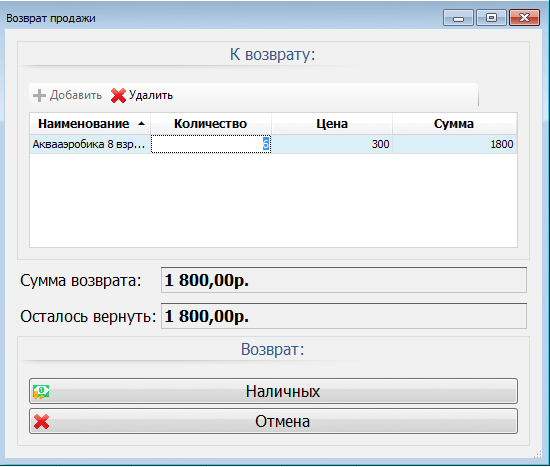 Возврат продажи
К возврату:
Добавить Удалить
Наименование Количество Цена Сумма
Аквааэробика 8 взр... 6 300 1800
Сумма возврата: 1 800,00р.
Осталось вернуть: 1 800,00р.
Возврат:
Наличных
Отмена